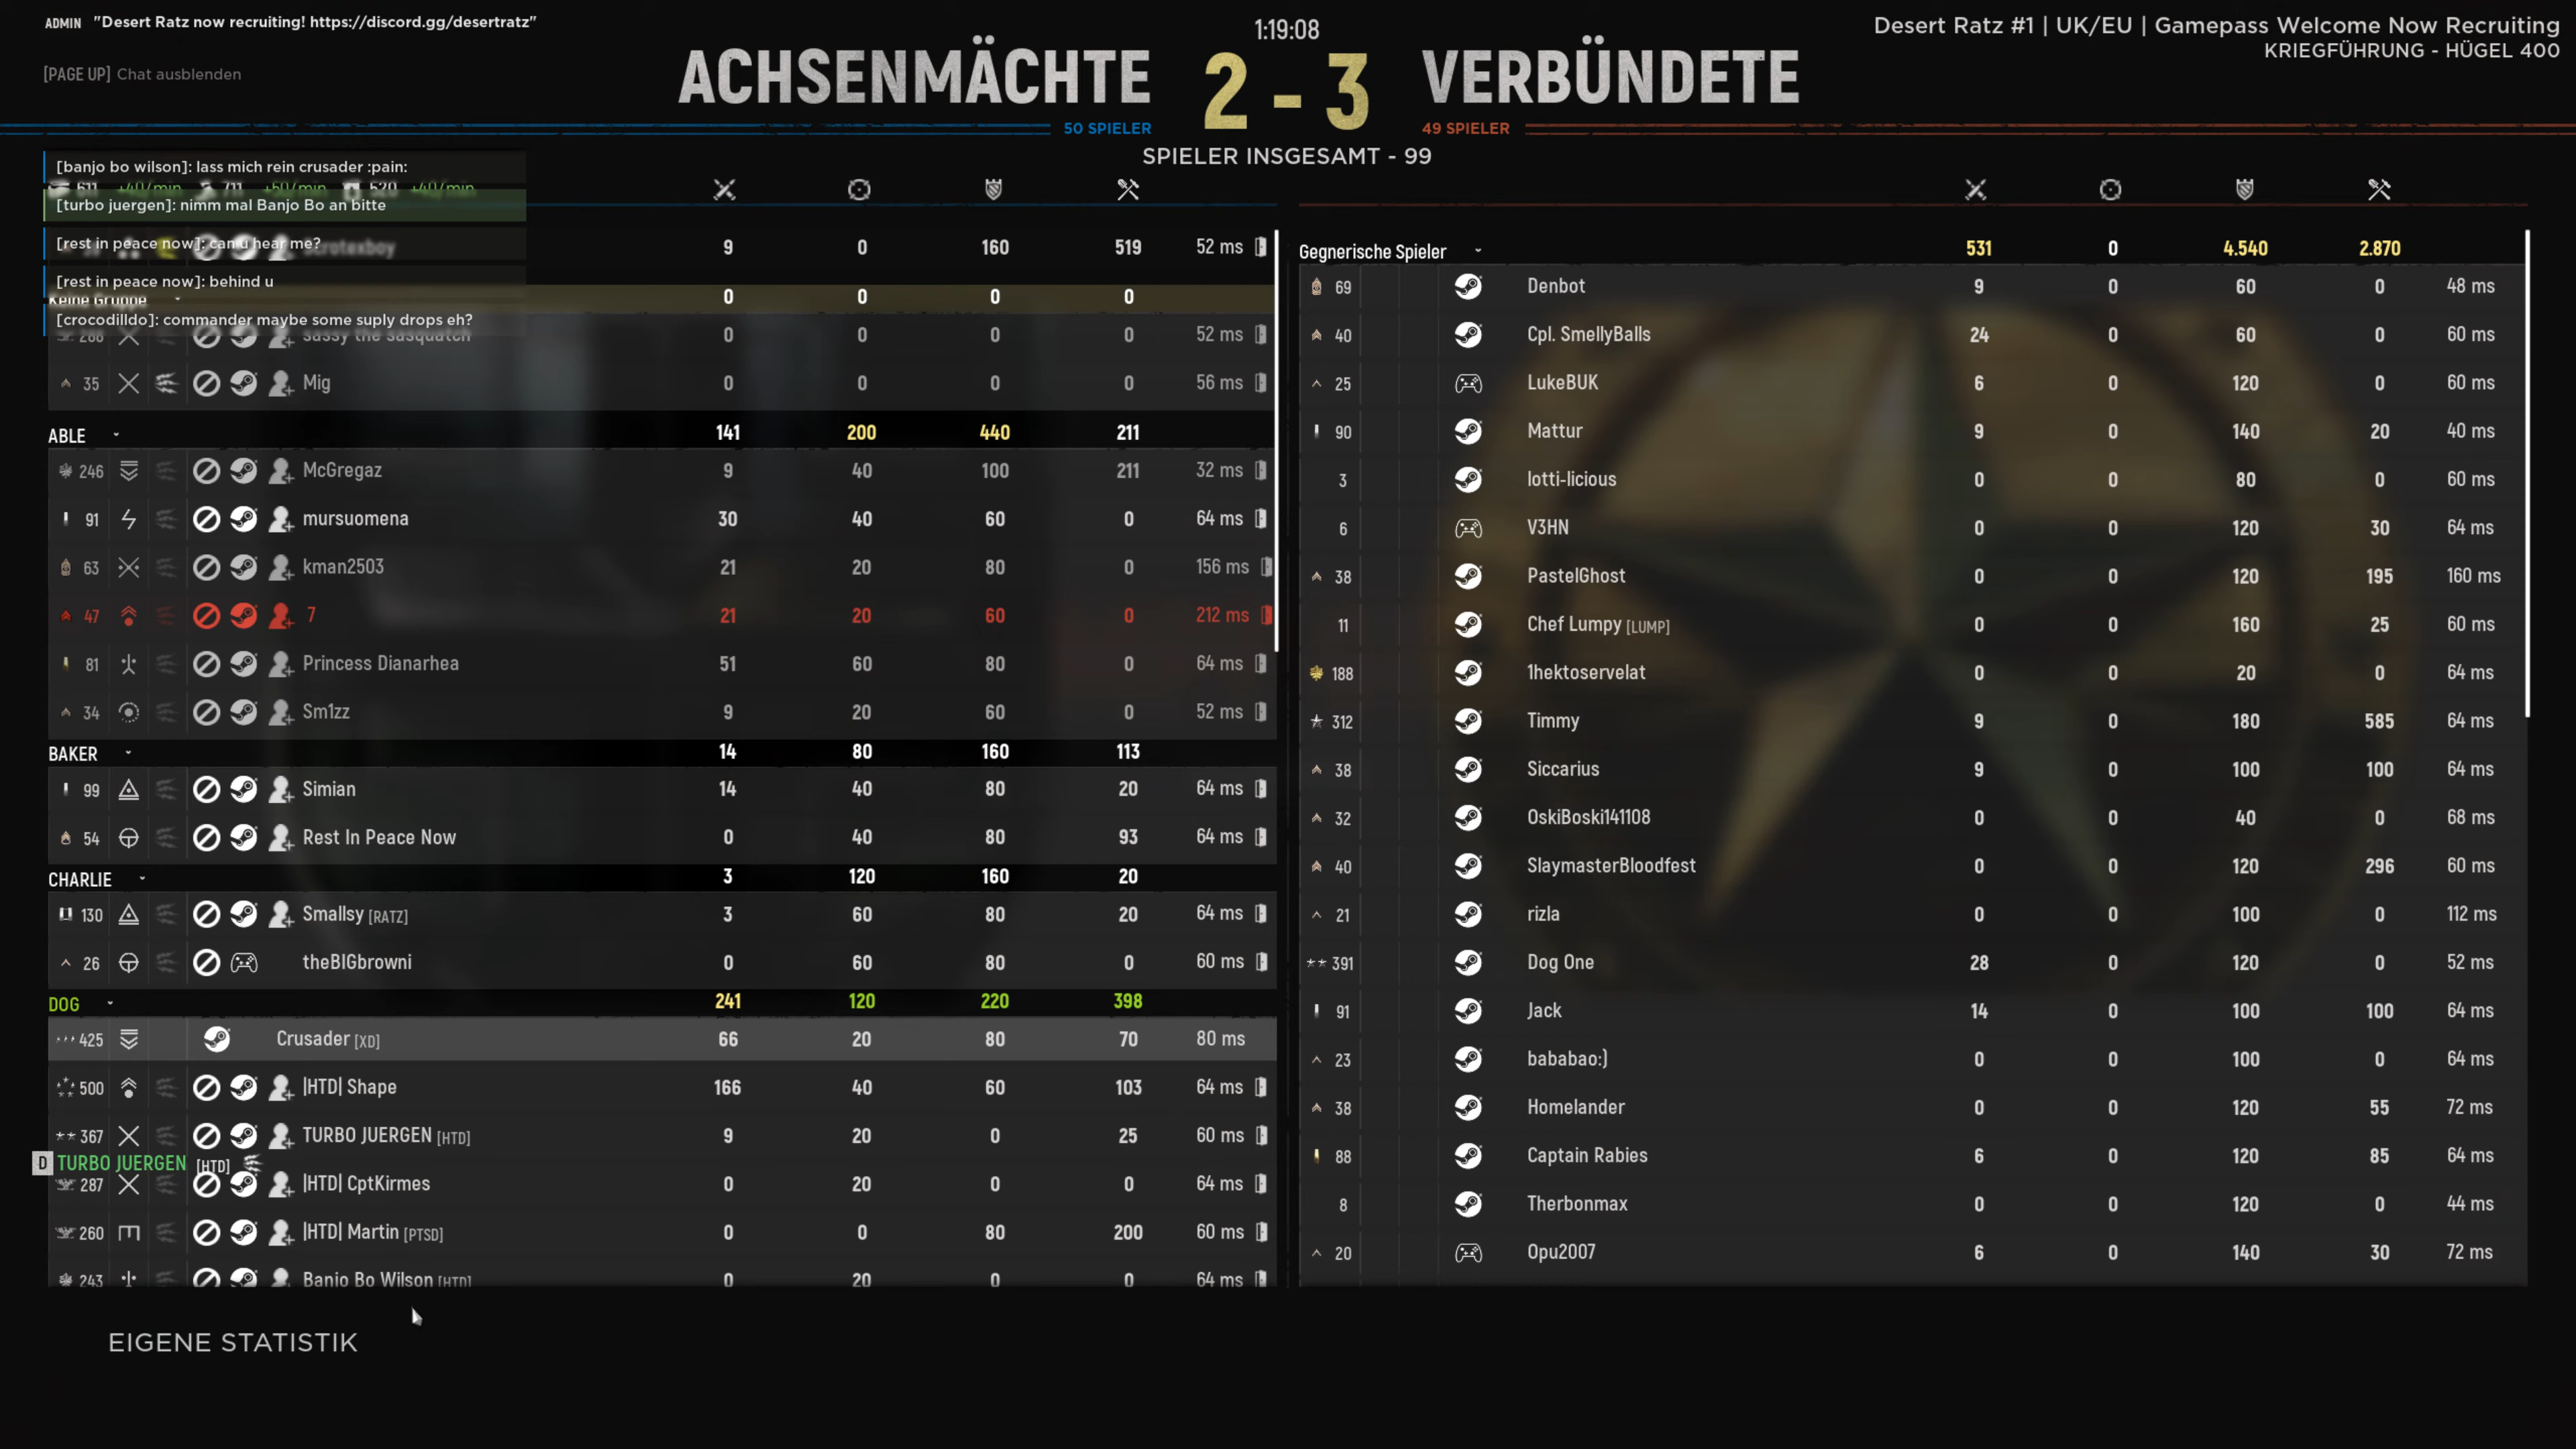 ADMIN "Desert Ratz now recruiting! https://discord.gg/desertratz"
[PAGE UP] Chat ausblenden
1:19:08
ACHSENMÄCHTE 2 - 3 VERBÜNDETE
50 SPIELER
49 SPIELER
SPIELER INSGESAMT - 99
Desert Ratz #1 | UK/EU | Gamepass Welcome Now Recruiting
KRIEGFÜHRUNG - HÜGEL 400
[banjo bo wilson]: lass mich rein crusader :pain:
611 +40/min 711 +50/min 520 +40/min
[turbo juergen]: nimm mal Banjo Bo an bitte
[rest in peace now]: can u hear me?
9 0 160 519 52 ms
[rest in peace now]: behind u
Keine Gruppe 0 0 0 0
[crocodilldo]: commander maybe some suply drops eh?
288 sassy the sasquatch 0 0 0 0 52 ms
35 Mig 0 0 0 0 56 ms
ABLE 141 200 440 211
246 McGregaz 9 40 100 211 32 ms
91 mursuomena 30 40 60 0 64 ms
63 kman2503 21 20 80 0 156 ms
47 7 21 20 60 0 212 ms
81 Princess Dianarhea 51 60 80 0 64 ms
34 Sm1zz 9 20 60 0 52 ms
BAKER 14 80 160 113
99 Simian 14 40 80 20 64 ms
54 Rest In Peace Now 0 40 80 93 64 ms
CHARLIE 3 120 160 20
130 Smallsy [RATZ] 3 60 80 20 64 ms
26 theBIGbrowni 0 60 80 0 60 ms
DOG 241 120 220 398
425 Crusader [XD] 66 20 80 70 80 ms
500 |HTD| Shape 166 40 60 103 64 ms
367 TURBO JUERGEN [HTD] 9 20 0 25 60 ms
D TURBO JUERGEN [HTD]
287 |HTD| CptKirmes 0 20 0 0 64 ms
260 |HTD| Martin [PTSD] 0 0 80 200 60 ms
243 Banjo Bo Wilson [HTD] 0 20 0 0 64 ms
EIGENE STATISTIK
Gegnerische Spieler 531 0 4.540 2.870
69 Denbot 9 0 60 0 48 ms
40 Cpl. SmellyBalls 24 0 60 0 60 ms
25 LukeBUK 6 0 120 0 60 ms
90 Mattur 9 0 140 20 40 ms
3 lotti-licious 0 0 80 0 60 ms
6 V3HN 0 0 120 30 64 ms
38 PastelGhost 0 0 120 195 160 ms
11 Chef Lumpy [LUMP] 0 0 160 25 60 ms
188 1hektoservelat 0 0 20 0 64 ms
312 Timmy 9 0 180 585 64 ms
38 Siccarius 9 0 100 100 64 ms
32 OskiBoski141108 0 0 40 0 68 ms
40 SlaymasterBloodfest 0 0 120 296 60 ms
21 rizla 0 0 100 0 112 ms
391 Dog One 28 0 120 0 52 ms
91 Jack 14 0 100 100 64 ms
23 bababao:) 0 0 100 0 64 ms
38 Homelander 0 0 120 55 72 ms
88 Captain Rabies 6 0 120 85 64 ms
8 Therbonmax 0 0 120 0 44 ms
20 Opu2007 6 0 140 30 72 ms